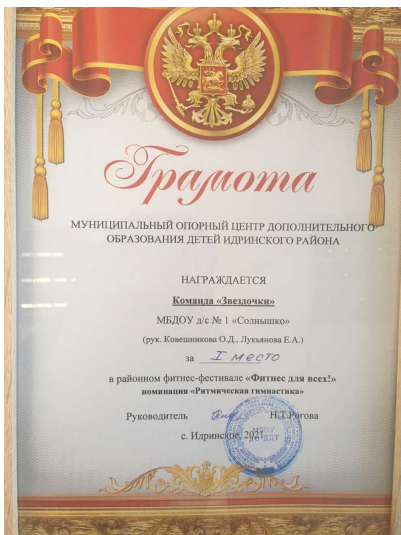 Грамота
МУНИЦИПАЛЬНЫЙ ОПОРНЫЙ ЦЕНТР ДОПОЛНИТЕЛЬНОГО
ОБРАЗОВАНИЯ ДЕТЕЙ ИДРИНСКОГО РАЙОНА
НАГРАЖДАЕТСЯ
Команда «Звездочки»
МБДОУ д/с № 1 «Солнышко»
(рук. Ковешникова О.Д., Лукьянова Е.А.)
за I место
в районном фитнес-фестивале «Фитнес для всех!»
номинация «Ритмическая гимнастика»
Руководитель Н.Т.Рогова
с. Идринское, 2021